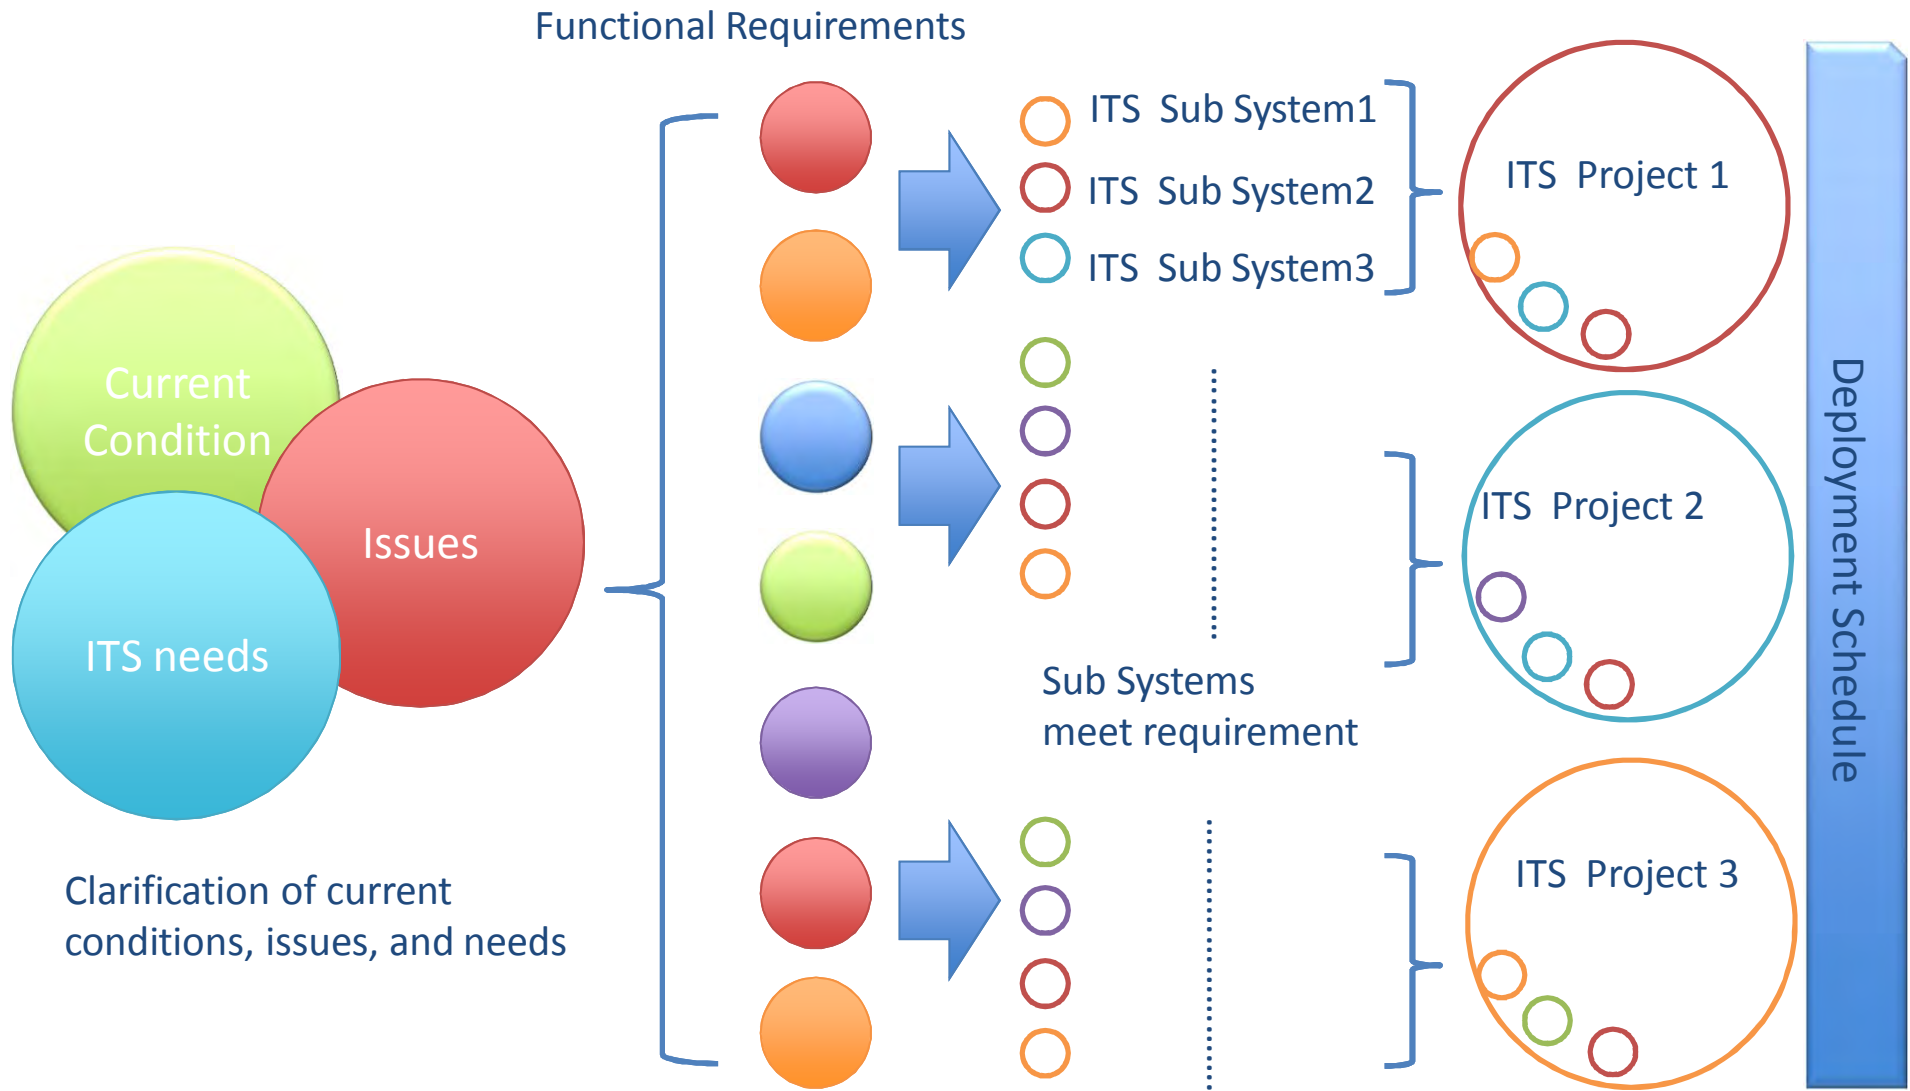 Functional Requirements
Current
Condition
Issues
ITS needs
Clarification of current
conditions, issues, and needs
ITS Sub System1
ITS Sub System2
ITS Sub System3
Sub Systems
meet requirement
ITS Project 1
ITS Project 2
ITS Project 3
Deployment Schedule